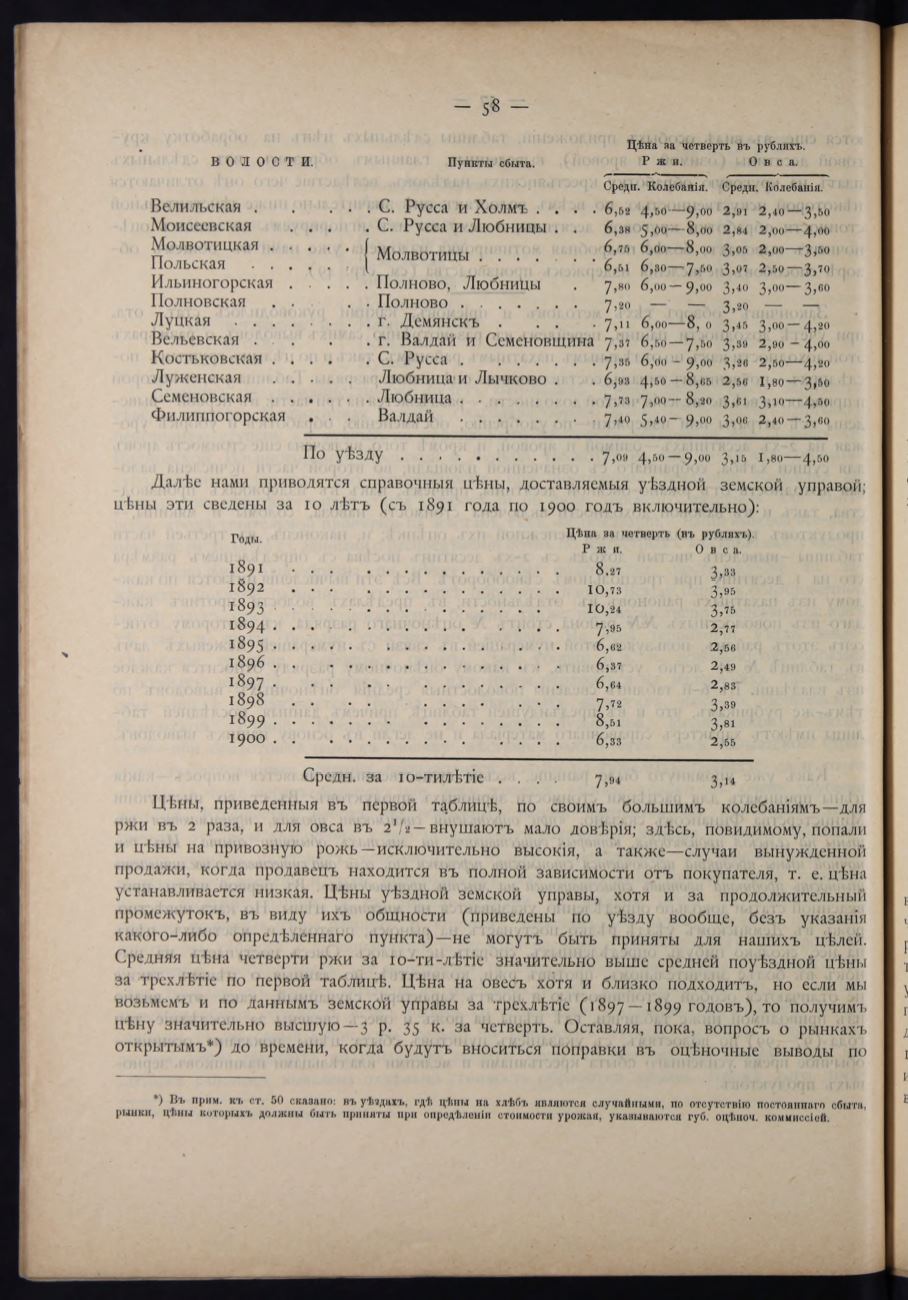 — 58 —
Цѣна за четверть въ рубляхъ.
ВОЛОСТИ. Пункты сбыта. Ржи. Овса.
Средн. Колебанія. Средн. Колебанія.
Велильская . . . . . С. Русса и Холмъ . . . . 6,52 4,50—9,00 2,91 2,40—3,50
Моисеевская . . . . С. Русса и Любницы . . 6,38 5,00—8,00 2,84 2,00—4,00
Молвотицкая . . . . . 6,75 6,00—8,00 3,05 2,00—3,50
Молвотицы . . . . . .
Польская . . . . . 6,51 6,30—7,50 3,07 2,50—3,70
Ильиногорская . . . . . Полново, Любницы . 7,80 6,00—9,00 3,40 3,00—3,60
Полновская . . . . Полново . . . . . . 7,20 — — 3,20 — —
Луцкая . . . . . . . . г. Демянскъ . . . . 7,11 6,00—8, 0 3,45 3,00—4,20
Вельевская . . . . . г. Валдай и Семеновщина 7,37 6,50—7,50 3,39 2,90-4,00
Костьковская . . . . . С. Русса . . . . . . . 7,35 6,00-9,00 3,26 2,50—4,20
Луженская . . . . . Любница и Лычково . . 6,93 4,50—8,65 2,56 1,80—3,50
Семеновская . . . . . . Любница . . . . . . . . 7,73 7,00—8,20 3,61 3,10—4,50
Филиппогорская . . . Валдай . . . . . . . 7,40 5,40-9,00 3,06 2,40—3,60
По уѣзду . . . . . . . . . . 7,09 4,50—9,00 3,15 1,80—4,50
Далѣе нами приводятся справочныя цѣны, доставляемыя уѣздной земской управой;
цѣны эти сведены за 10 лѣтъ (съ 1891 года по 1900 годъ включительно):
Годы. Цѣна за четверть (въ рубляхъ).
Ржи. Овса.
1891 . . . . . . . . . . . . . 8.27 3,33
1892 . . . . . . . . . . . . . 10,73 3,95
1893 . . . . . . . . . . . . . 10,24 3,75
1894 . . . . . . . . . . . . . 7,95 2,77
1895 . . . . . . . . . . . . . 6,62 2,56
1896 . . . . . . . . . . . . . 6,37 2,49
1897 . . . . . . . . . . . . . 6,64 2,83
1898 . . . . . . . . . . . . . 7,72 3,39
1899 . . . . . . . . . . . . . 8,51 3,81
1900 . . . . . . . . . . . . . 6,33 2,55
Средн. за 10-тилѣтіе . . . . 7,94 3,14
Цѣны, приведенныя въ первой таблицѣ, по своимъ большимъ колебаніямъ—для
ржи въ 2 раза, и для овса въ 2¹/₂—внушаютъ мало довѣрія; здѣсь, повидимому, попали
и цѣны на привозную рожь—исключительно высокія, а также—случаи вынужденной
продажи, когда продавецъ находится въ полной зависимости отъ покупателя, т. е. цѣна
устанавливается низкая. Цѣны уѣздной земской управы, хотя и за продолжительный
промежутокъ, въ виду ихъ общности (приведены по уѣзду вообще, безъ указанія
какого-либо опредѣленнаго пункта)—не могутъ быть приняты для нашихъ цѣлей.
Средняя цѣна четверти ржи за 10-ти-лѣтіе значительно выше средней поуѣздной цѣны
за трехлѣтіе по первой таблицѣ. Цѣна на овесъ хотя и близко подходитъ, но если мы
возьмемъ и по даннымъ земской управы за трехлѣтіе (1897—1899 годовъ), то получимъ
цѣну значительно высшую—3 р. 35 к. за четверть. Оставляя, пока, вопросъ о рынкахъ
открытымъ*) до времени, когда будутъ вноситься поправки въ оцѣночные выводы по
*) Въ прим. къ ст. 50 сказано: въ уѣздахъ, гдѣ цѣны на хлѣбъ являются случайными, по отсутствію постояннаго сбыта,
рынки, цѣны которыхъ должны быть приняты при опредѣленіи стоимости урожая, указываются губ. оцѣноч. коммиссіей.